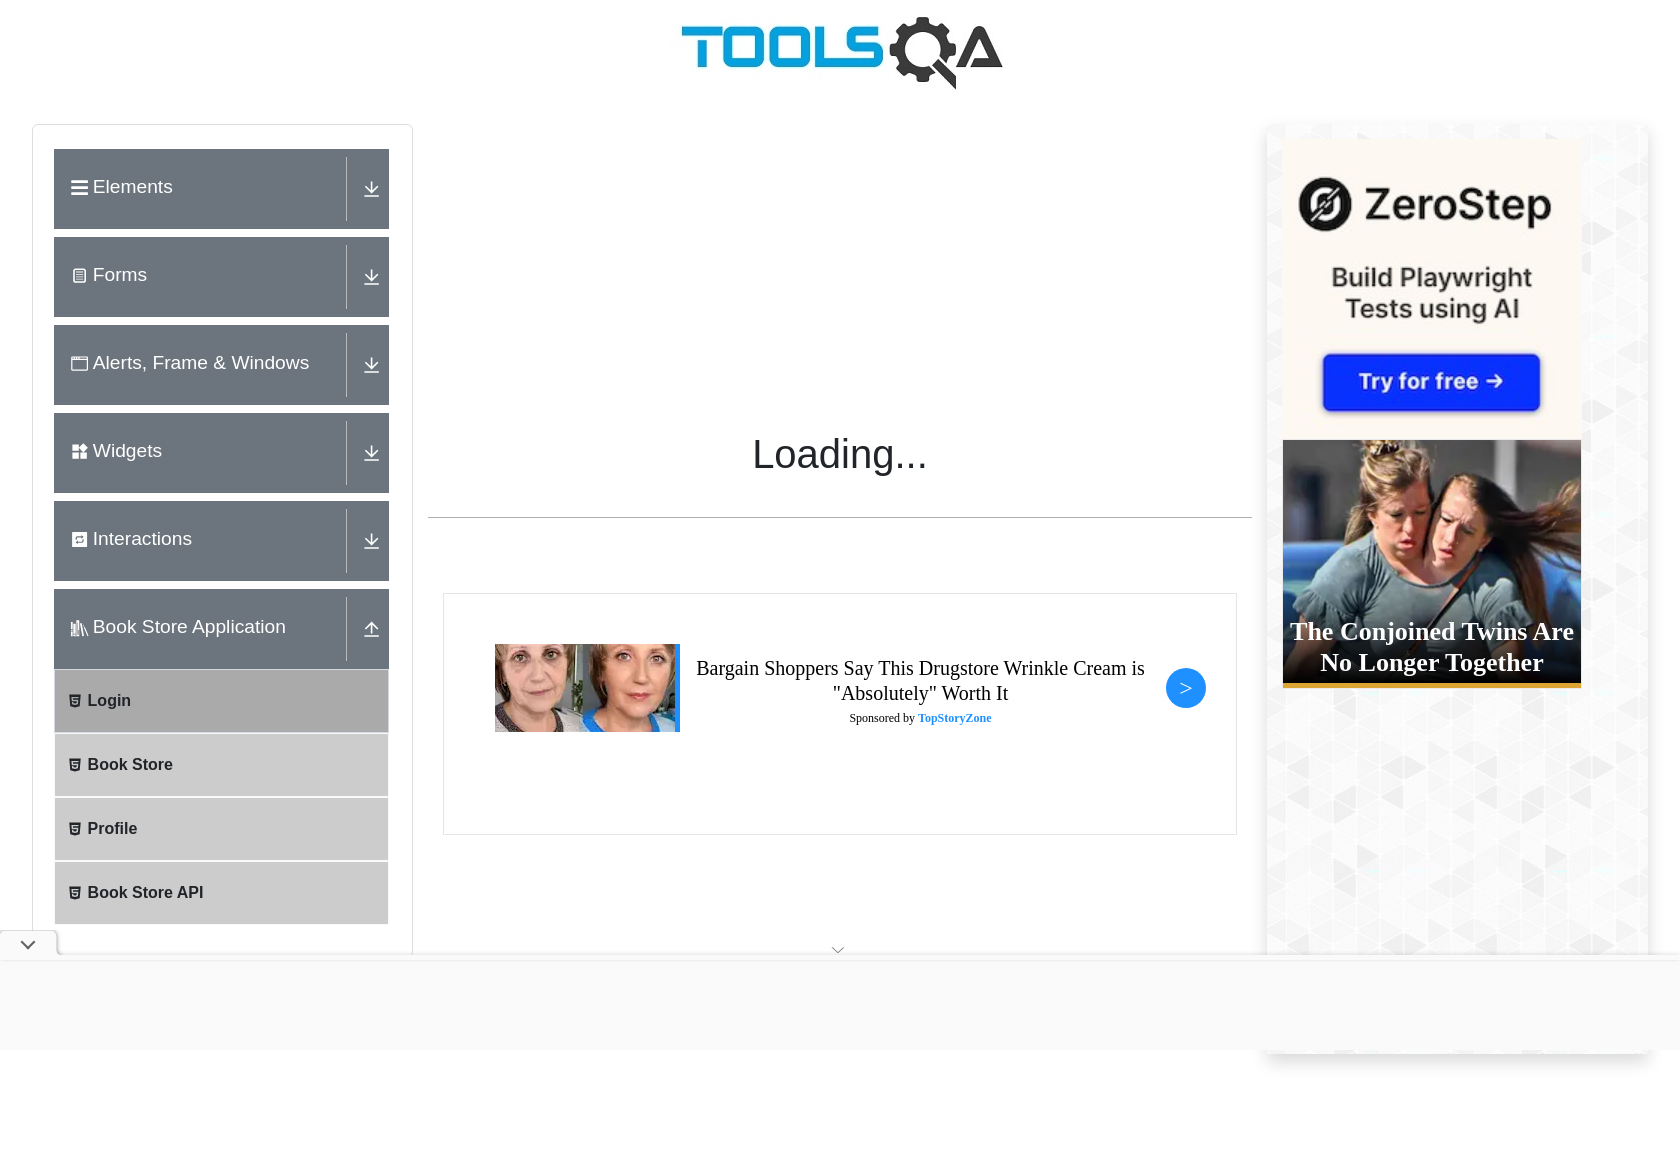 TOOLSQA
Elements
Forms
Alerts, Frame & Windows
Widgets
Interactions
Book Store Application
Login
Book Store
Profile
Book Store API
Loading...
Bargain Shoppers Say This Drugstore Wrinkle Cream is
"Absolutely" Worth It
Sponsored by TopStoryZone
>
ZeroStep
Build Playwright
Tests using AI
Try for free →
The Conjoined Twins Are
No Longer Together